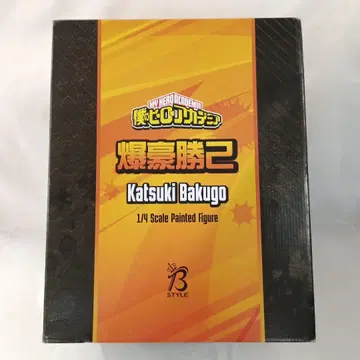 MY HERO ACADEMIA
僕のヒーローアカデミア
爆豪勝己
Katsuki Bakugo
1/4 Scale Painted Figure
B
STYLE